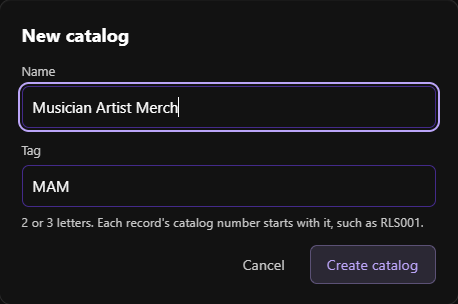 New catalog
Name
Musician Artist Merch
Tag
MAM
2 or 3 letters. Each record's catalog number starts with it, such as RLS001.
Cancel
Create catalog